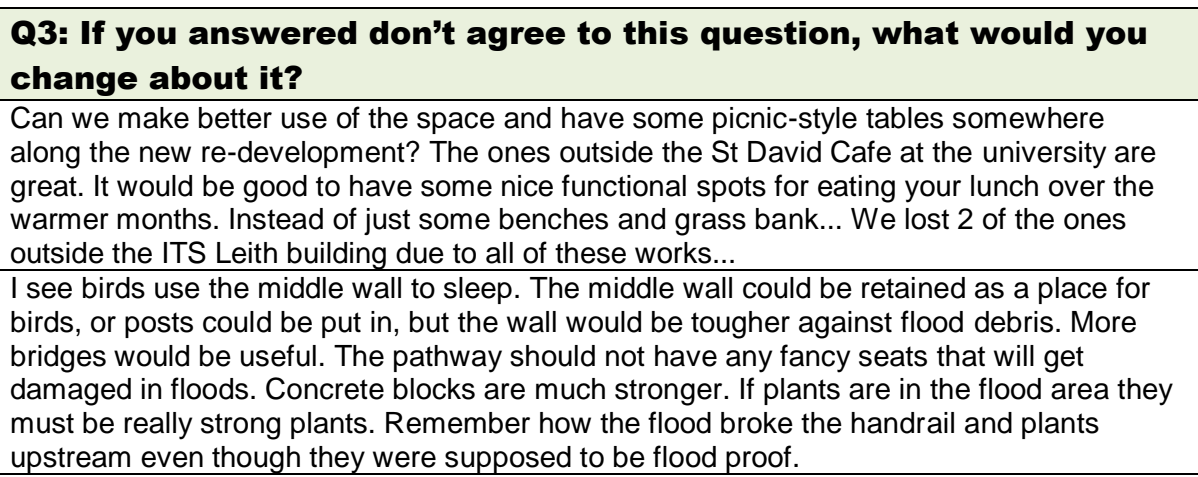 Q3: If you answered don’t agree to this question, what would you
change about it?
Can we make better use of the space and have some picnic-style tables somewhere
along the new re-development? The ones outside the St David Cafe at the university are
great. It would be good to have some nice functional spots for eating your lunch over the
warmer months. Instead of just some benches and grass bank... We lost 2 of the ones
outside the ITS Leith building due to all of these works...
I see birds use the middle wall to sleep. The middle wall could be retained as a place for
birds, or posts could be put in, but the wall would be tougher against flood debris. More
bridges would be useful. The pathway should not have any fancy seats that will get
damaged in floods. Concrete blocks are much stronger. If plants are in the flood area they
must be really strong plants. Remember how the flood broke the handrail and plants
upstream even though they were supposed to be flood proof.